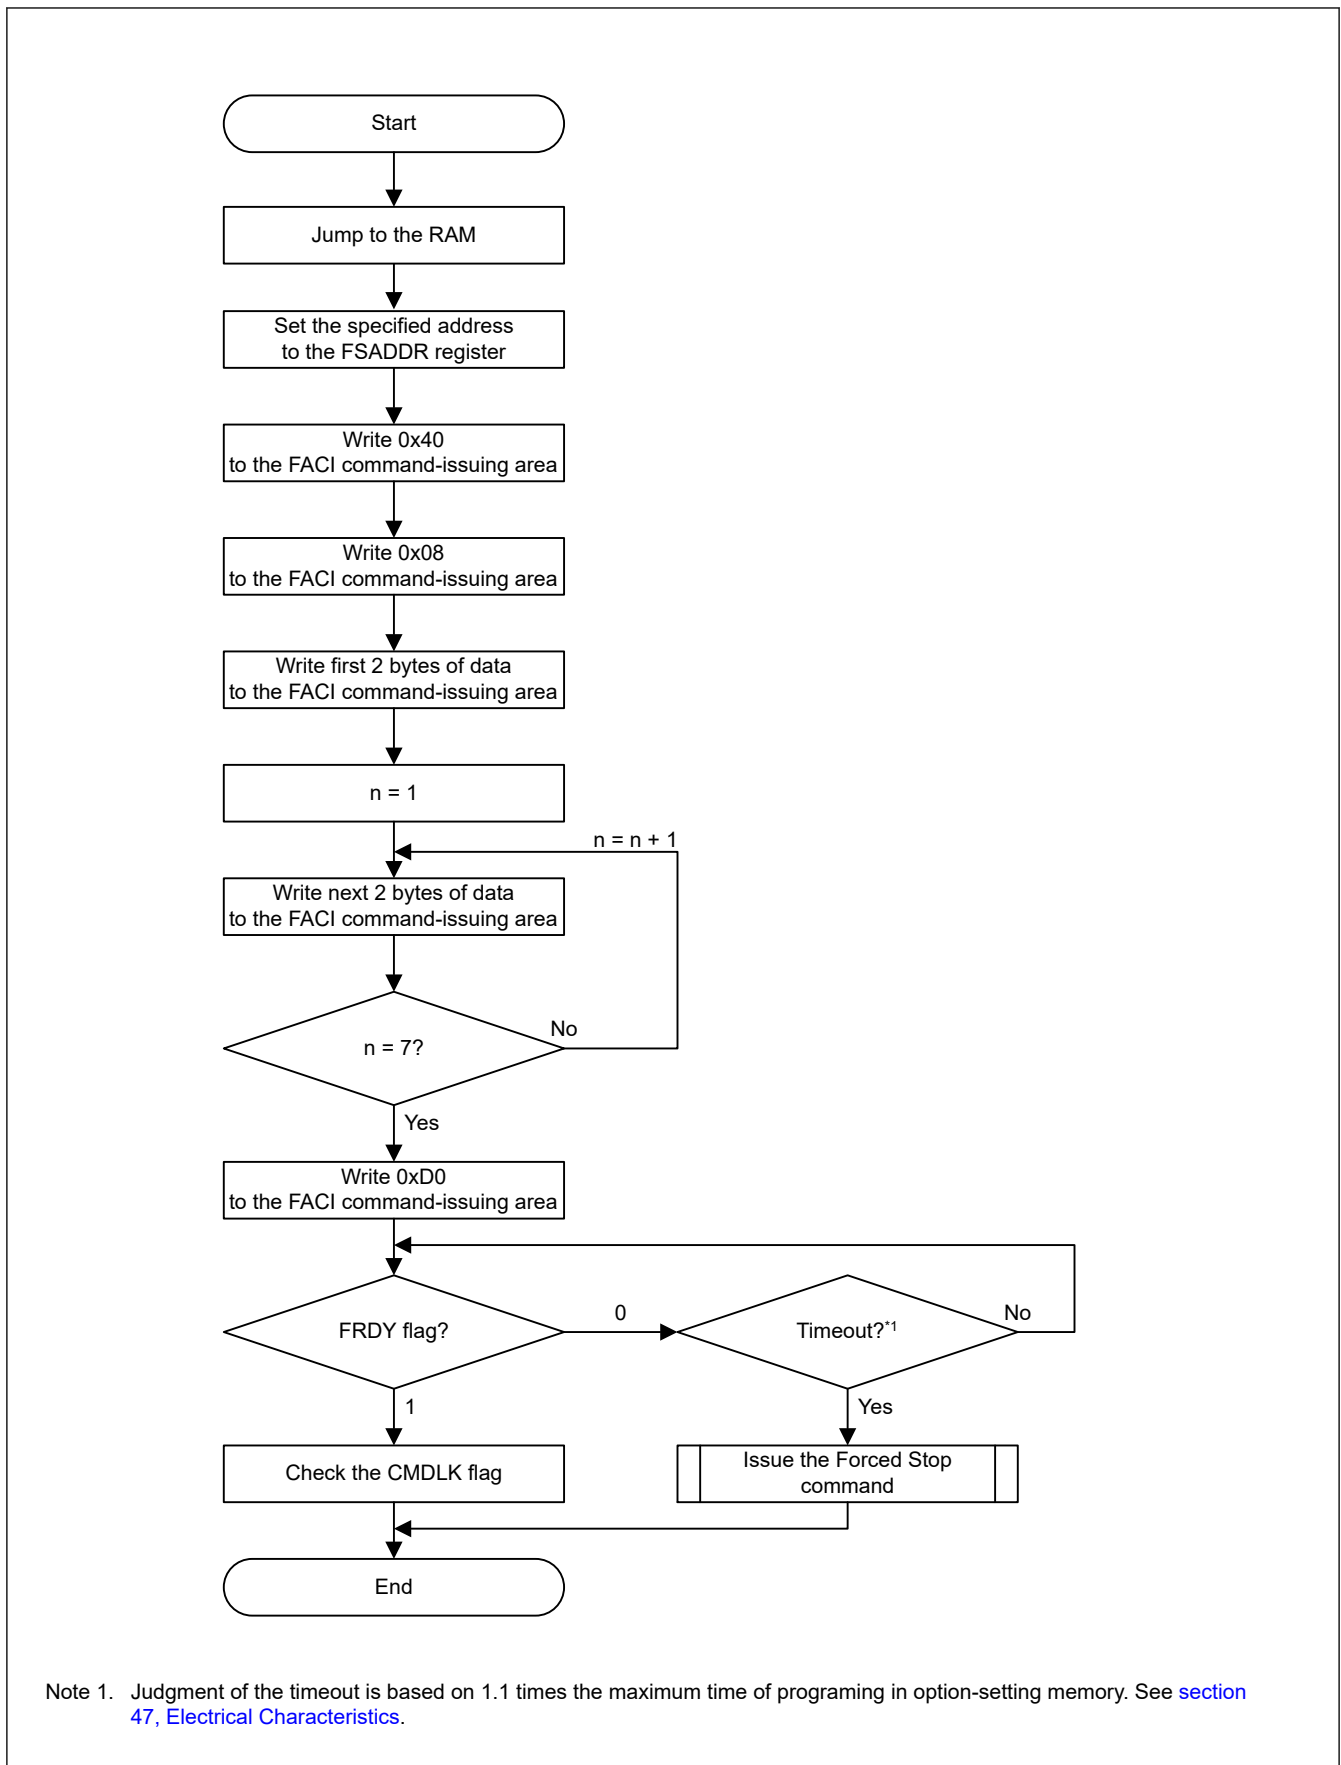 Start
Jump to the RAM
Set the specified address
to the FSADDR register
Write 0x40
to the FACI command-issuing area
Write 0x08
to the FACI command-issuing area
Write first 2 bytes of data
to the FACI command-issuing area
n = 1
n = n + 1
Write next 2 bytes of data
to the FACI command-issuing area
n = 7?
No
Yes
Write 0xD0
to the FACI command-issuing area
FRDY flag?
0
Timeout?*1
No
1
Yes
Check the CMDLK flag
Issue the Forced Stop
command
End
Note 1. Judgment of the timeout is based on 1.1 times the maximum time of programing in option-setting memory. See section
47, Electrical Characteristics.